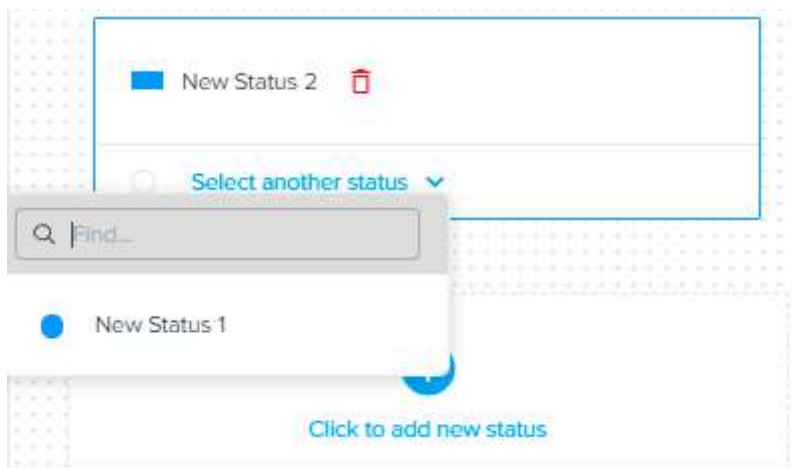 New Status 2
Select another status
Find...
New Status 1
Click to add new status